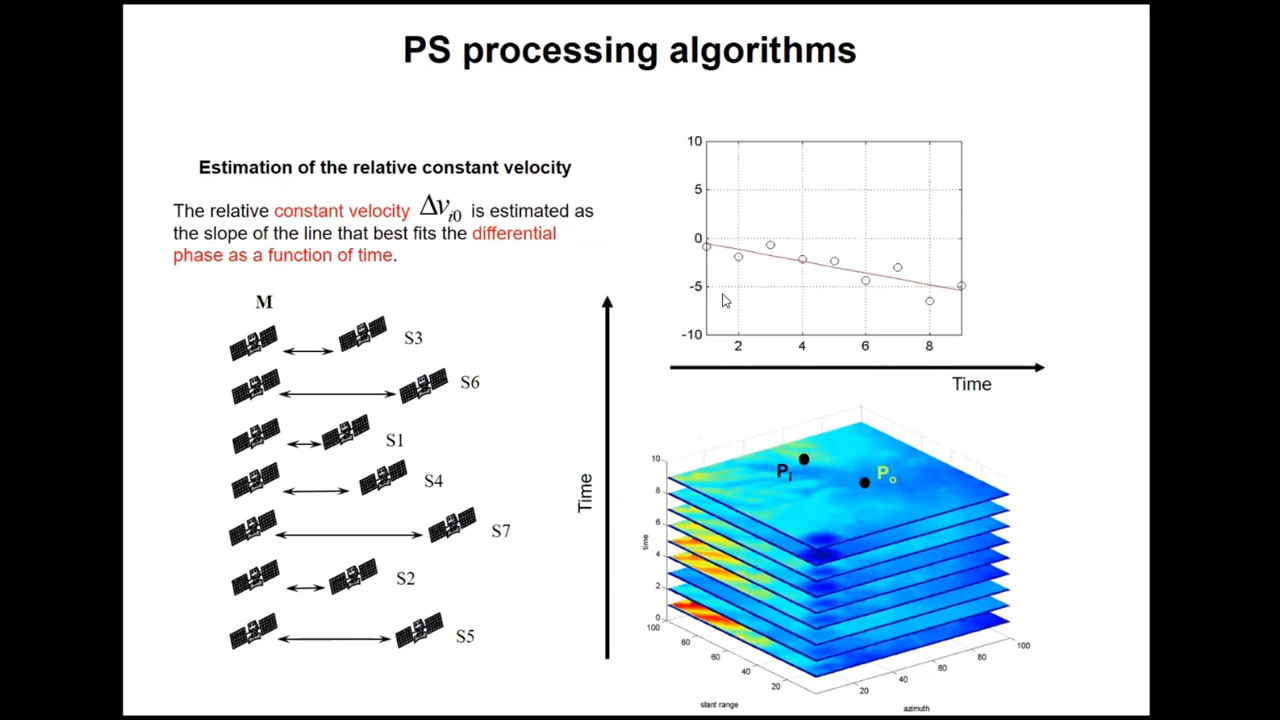 PS processing algorithms
Estimation of the relative constant velocity
The relative constant velocity Δv_i0 is estimated as
the slope of the line that best fits the differential
phase as a function of time.
M
S3
S6
S1
S4
S7
S2
S5
Time
10
5
0
-5
-10
2 4 6 8
Time
P_i
P_o
10
8
6
4
2
0
time
100
80
60
40
20
slant range
20
40
60
80
100
azimuth